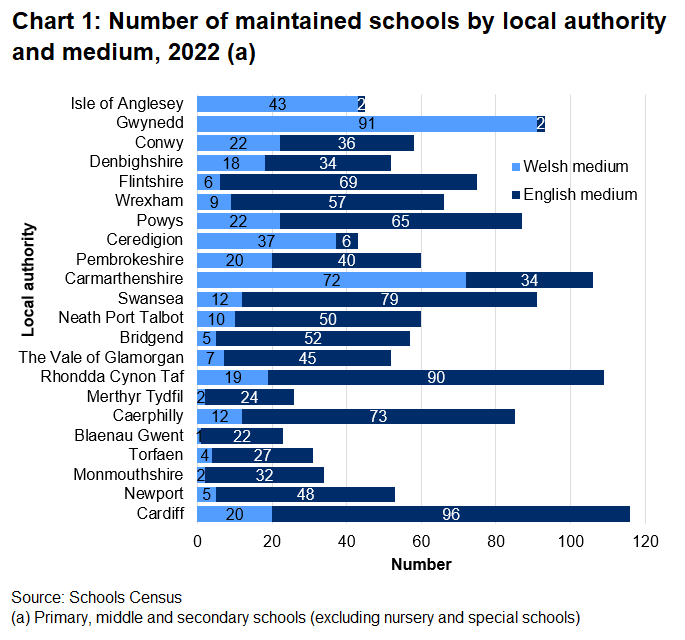 Chart 1: Number of maintained schools by local authority
and medium, 2022 (a)
Isle of Anglesey 43 2
Gwynedd 91 2
Conwy 22 36
Denbighshire 18 34
Welsh medium
Flintshire 6 69
English medium
Wrexham 9 57
Powys 22 65
Ceredigion 37 6
Pembrokeshire 20 40
Carmarthenshire 72 34
Swansea 12 79
Neath Port Talbot 10 50
Bridgend 5 52
The Vale of Glamorgan 7 45
Rhondda Cynon Taf 19 90
Merthyr Tydfil 2 24
Caerphilly 12 73
Blaenau Gwent 1 22
Torfaen 4 27
Monmouthshire 2 32
Newport 5 48
Cardiff 20 96
Local authority
0 20 40 60 80 100 120
Number
Source: Schools Census
(a) Primary, middle and secondary schools (excluding nursery and special schools)